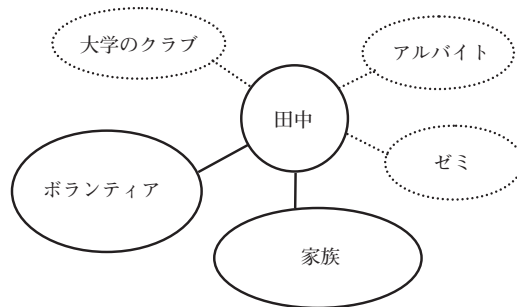 大学のクラブ
アルバイト
田中
ゼミ
ボランティア
家族